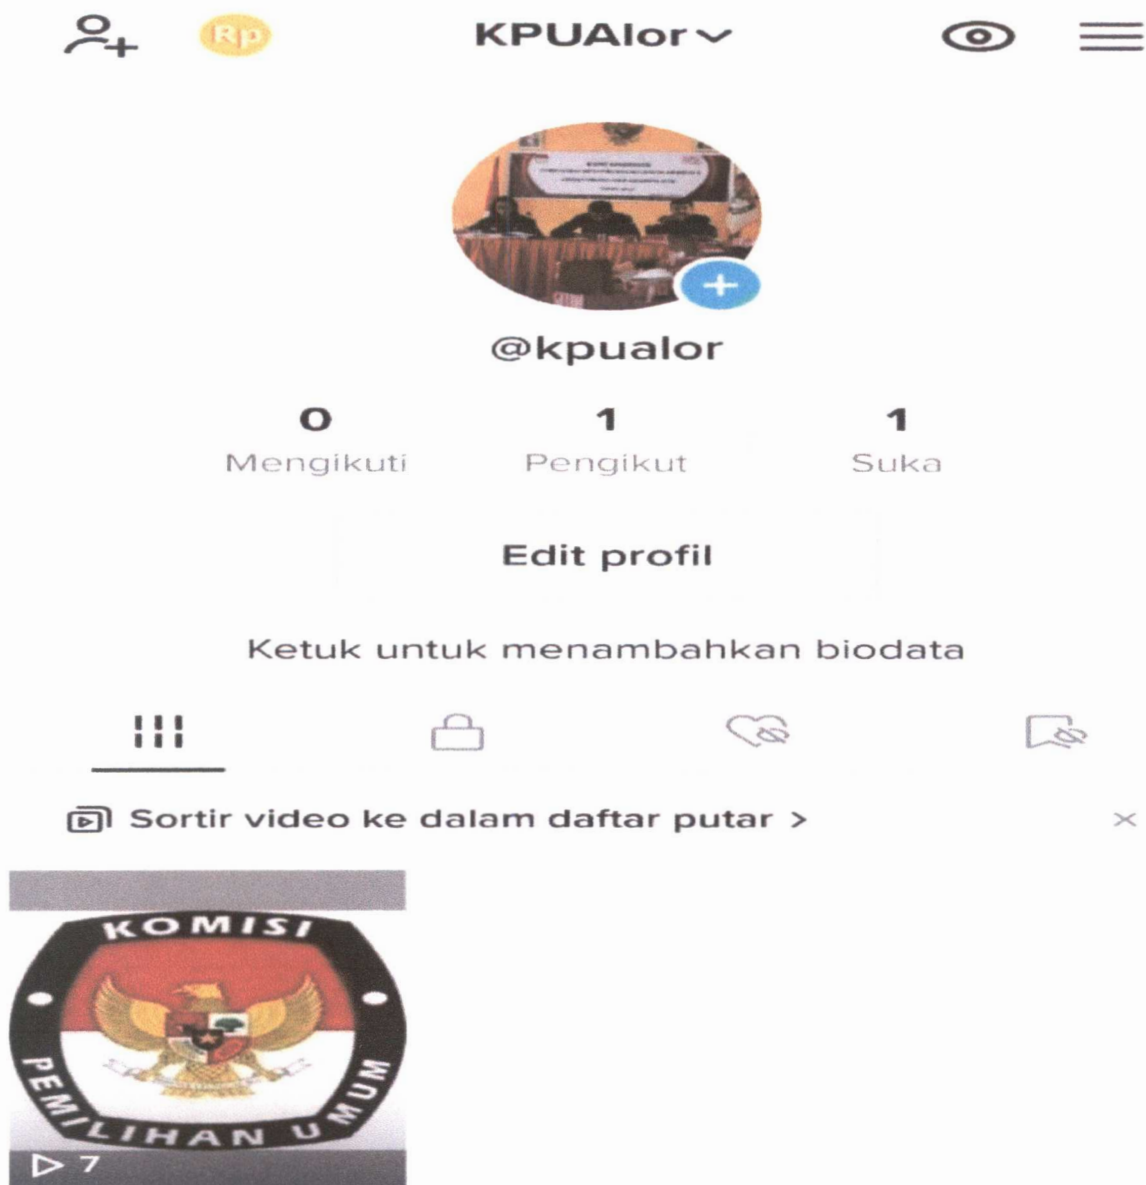 Rp
KPUAlor
@kpualor
0 1 1
Mengikuti Pengikut Suka
Edit profil
Ketuk untuk menambahkan biodata
Sortir video ke dalam daftar putar >
KOMISI
PEMILIHAN UMUM
7